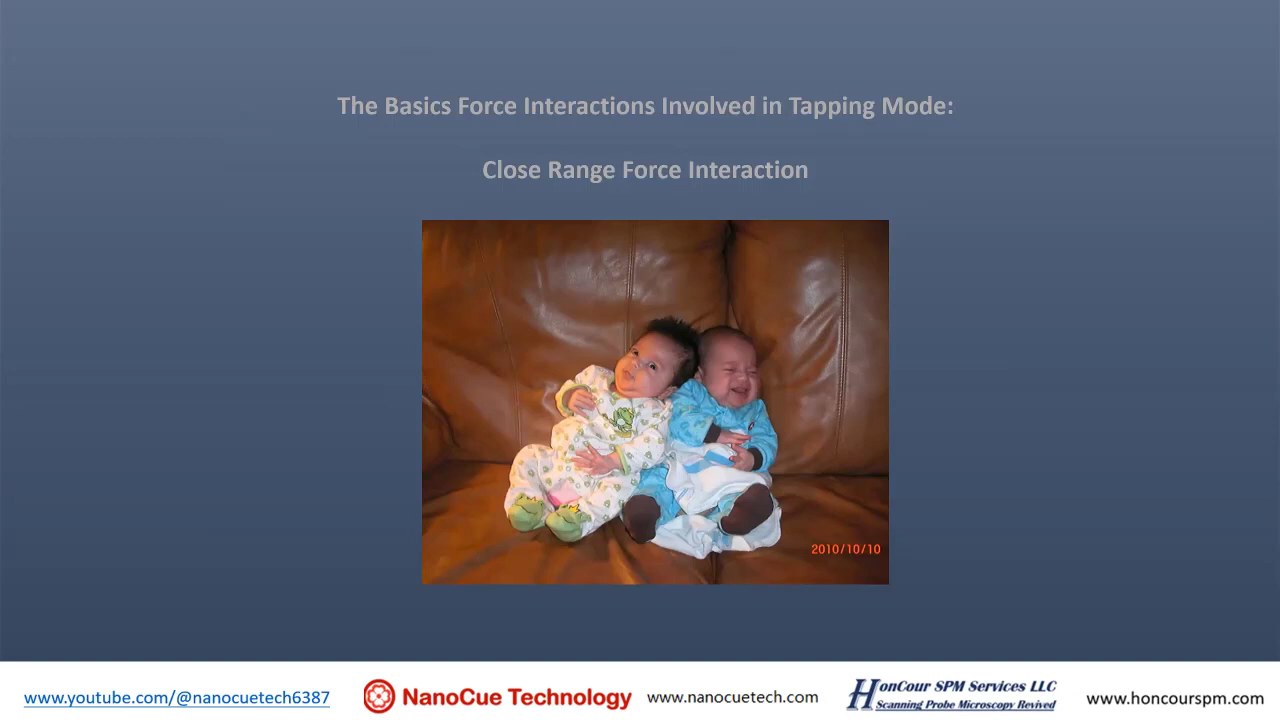 The Basics Force Interactions Involved in Tapping Mode:
Close Range Force Interaction
2010/10/10
www.youtube.com/@nanocuetech6387
NanoCue Technology
www.nanocuetech.com
HonCour SPM Services LLC
Scanning Probe Microscopy Revived
www.honcourspm.com